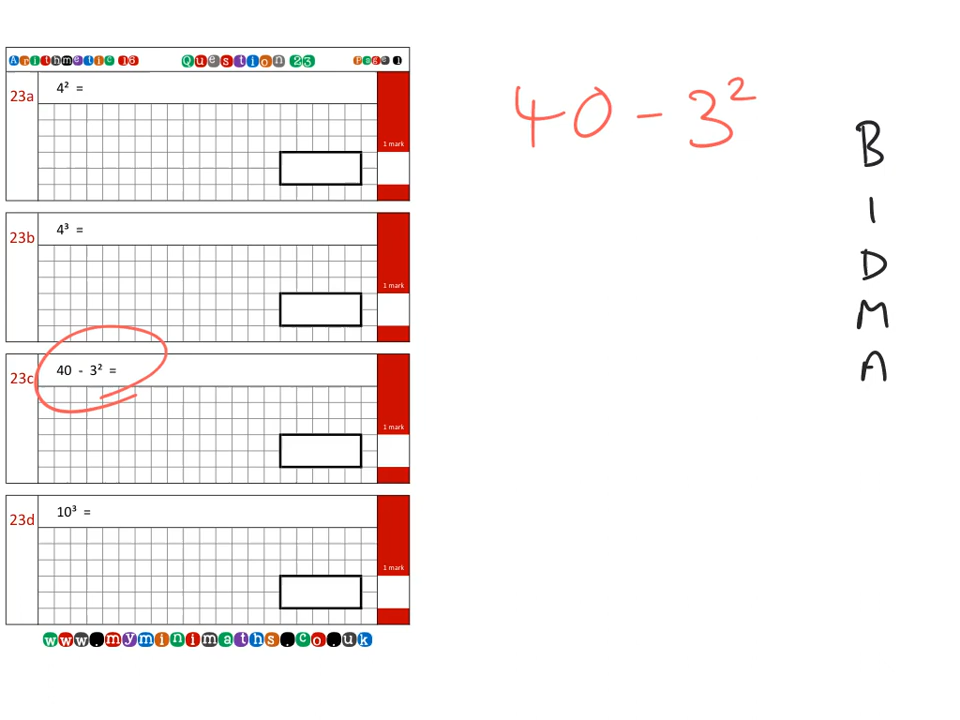 Arithmetic 18 Question 23 Page 1
23a 4² =
1 mark
23b 4³ =
1 mark
23c 40 - 3² =
1 mark
23d 10³ =
1 mark
www.myminimaths.co.uk
40 - 3²
B
I
D
M
A